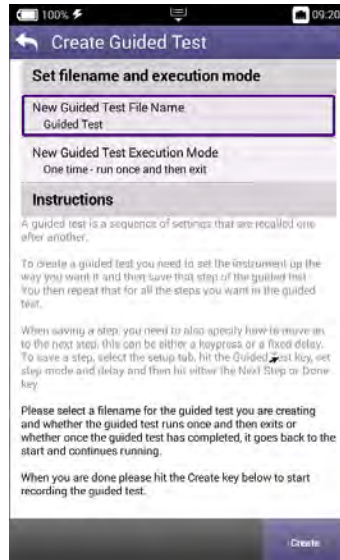 100%
09:20
Create Guided Test
Set filename and execution mode
New Guided Test File Name
Guided Test
New Guided Test Execution Mode
One time - run once and then exit
Instructions
A guided test is a sequence of settings that are recalled one
after another.
To create a guided test you need to set the instrument up the
way you want it and then save that step of the guided test.
You then repeat that for all the steps you want in the guided
test.
When saving a step, you need to also specify how to move on
to the next step, this can be either a keypress or a fixed delay.
To save a step, select the setup tab, hit the Guided Test key, set
step mode and delay and then hit either the Next Step or Done
key
Please select a filename for the guided test you are creating
and whether the guided test runs once and then exits or
whether once the guided test has completed, it goes back to the
start and continues running.
When you are done please hit the Create key below to start
recording the guided test.
Create